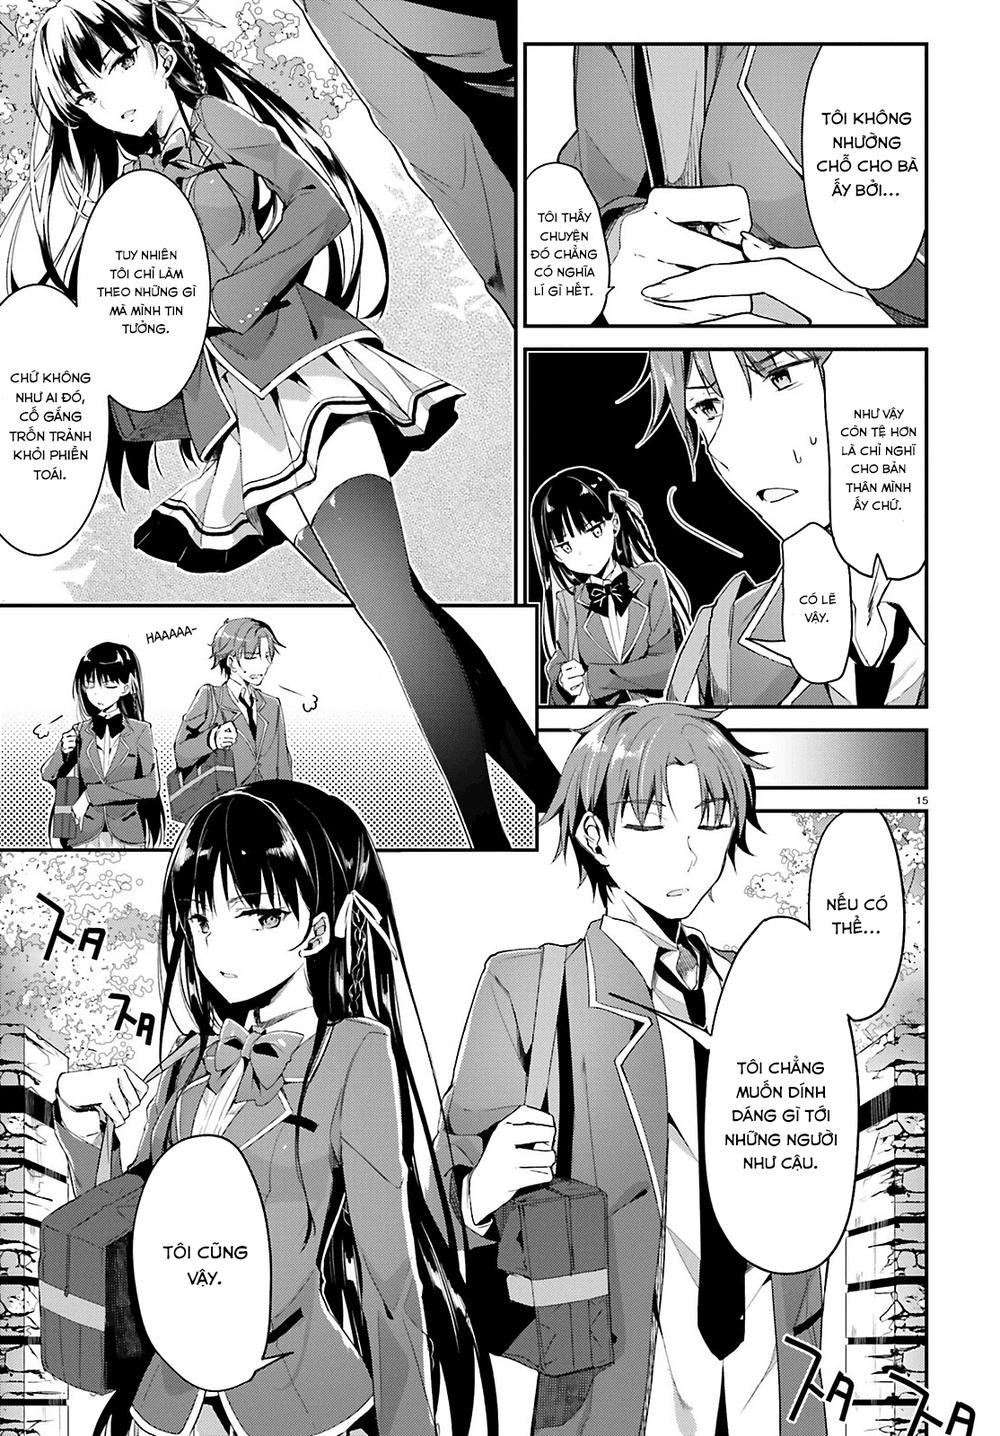 TÔI KHÔNG
NHƯỜNG
CHỖ CHO BÀ
ẤY BỞI...
TÔI THẤY
CHUYỆN
ĐÓ CHẲNG
CÓ NGHĨA
LÍ GÌ HẾT.
NHƯ VẬY
CÒN TỆ HƠN
LÀ CHỈ NGHĨ
CHO BẢN
THÂN MÌNH
ẤY CHỨ.
CÓ LẼ
VẬY.
TUY NHIÊN
TÔI CHỈ LÀM
THEO NHỮNG GÌ
MÀ MÌNH TIN
TƯỞNG.
CHỨ KHÔNG
NHƯ AI ĐÓ,
CỐ GẮNG
TRỐN TRÁNH
KHỎI PHIỀN
TOÁI.
HAAAAA~
15
NẾU CÓ
THỂ...
TÔI CHẲNG
MUỐN DÍNH
DÁNG GÌ TỚI
NHỮNG NGƯỜI
NHƯ CẬU.
TÔI CŨNG
VẬY.